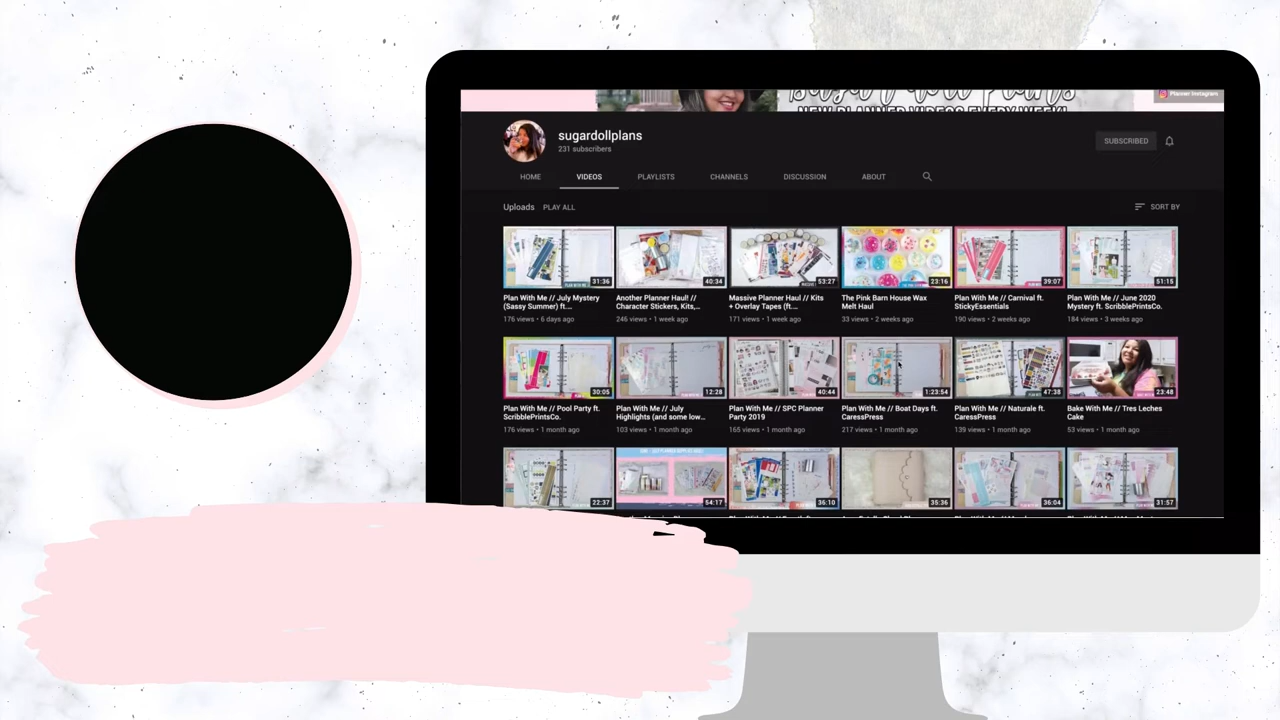 Planner Instagram
NEW PLANNER VIDEOS EVERY WEEK!
sugardollplans
231 subscribers
SUBSCRIBED
HOME VIDEOS PLAYLISTS CHANNELS DISCUSSION ABOUT
Uploads PLAY ALL SORT BY
31:36 40:34 53:27 23:16 39:07 51:15
Plan With Me // July Mystery
(Sassy Summer) ft....
176 views • 6 days ago
Another Planner Haul! //
Character Stickers, Kits,...
246 views • 1 week ago
Massive Planner Haul // Kits
+ Overlay Tapes (ft....
171 views • 1 week ago
The Pink Barn House Wax
Melt Haul
33 views • 2 weeks ago
Plan With Me // Carnival ft.
StickyEssentials
190 views • 2 weeks ago
Plan With Me // June 2020
Mystery ft. ScribblePrintsCo.
184 views • 3 weeks ago
30:05 12:28 40:44 1:23:54 47:38 23:48
Plan With Me // Pool Party ft.
ScribblePrintsCo.
176 views • 1 month ago
Plan With Me // July
Highlights (and some low...
103 views • 1 month ago
Plan With Me // SPC Planner
Party 2019
165 views • 1 month ago
Plan With Me // Boat Days ft.
CaressPress
217 views • 1 month ago
Plan With Me // Naturale ft.
CaressPress
139 views • 1 month ago
Bake With Me // Tres Leches
Cake
53 views • 1 month ago
22:37 54:17 36:10 35:36 36:04 31:57